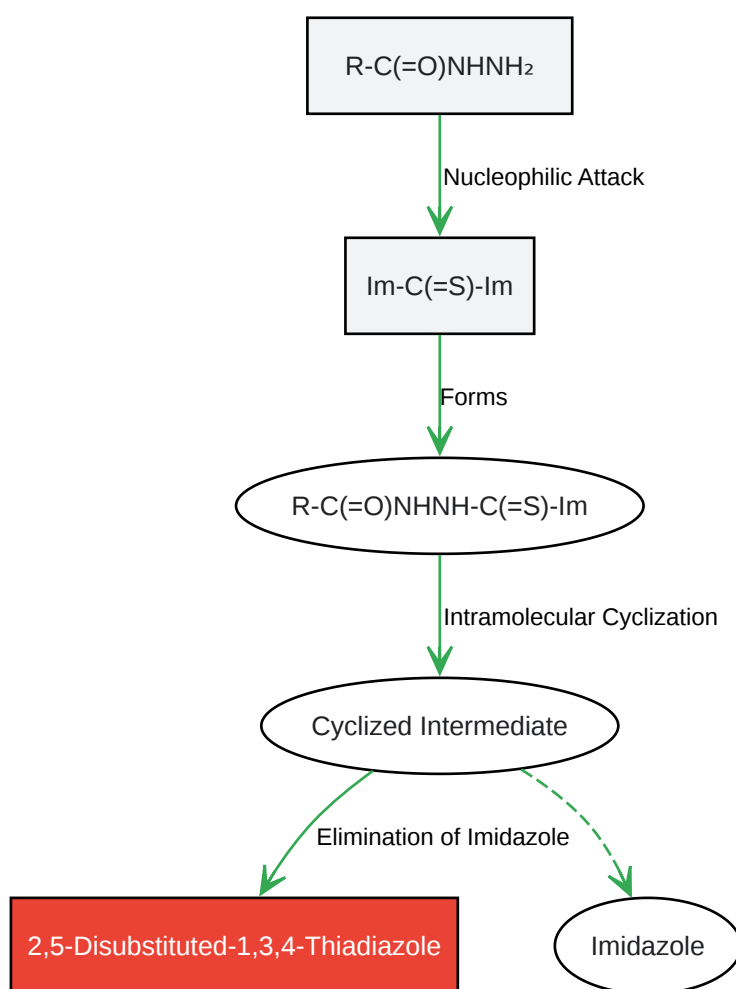 R-C(=O)NHNH₂
Nucleophilic Attack
Im-C(=S)-Im
Forms
R-C(=O)NHNH-C(=S)-Im
Intramolecular Cyclization
Cyclized Intermediate
Elimination of Imidazole
2,5-Disubstituted-1,3,4-Thiadiazole
Imidazole